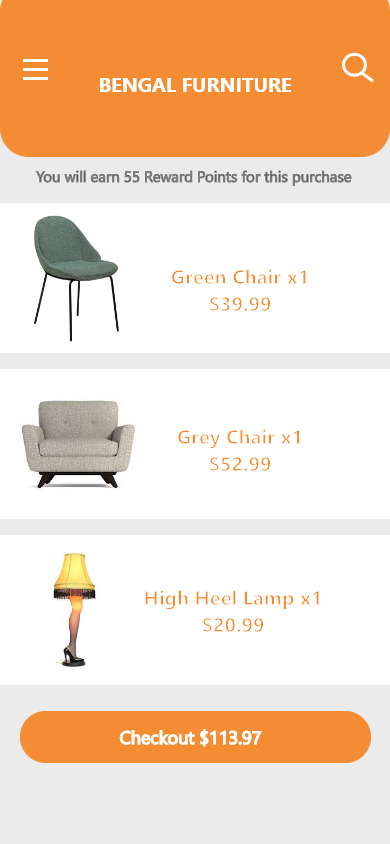 BENGAL FURNITURE
You will earn 55 Reward Points for this purchase
Green Chair x1
$39.99
Grey Chair x1
$52.99
High Heel Lamp x1
$20.99
Checkout $113.97